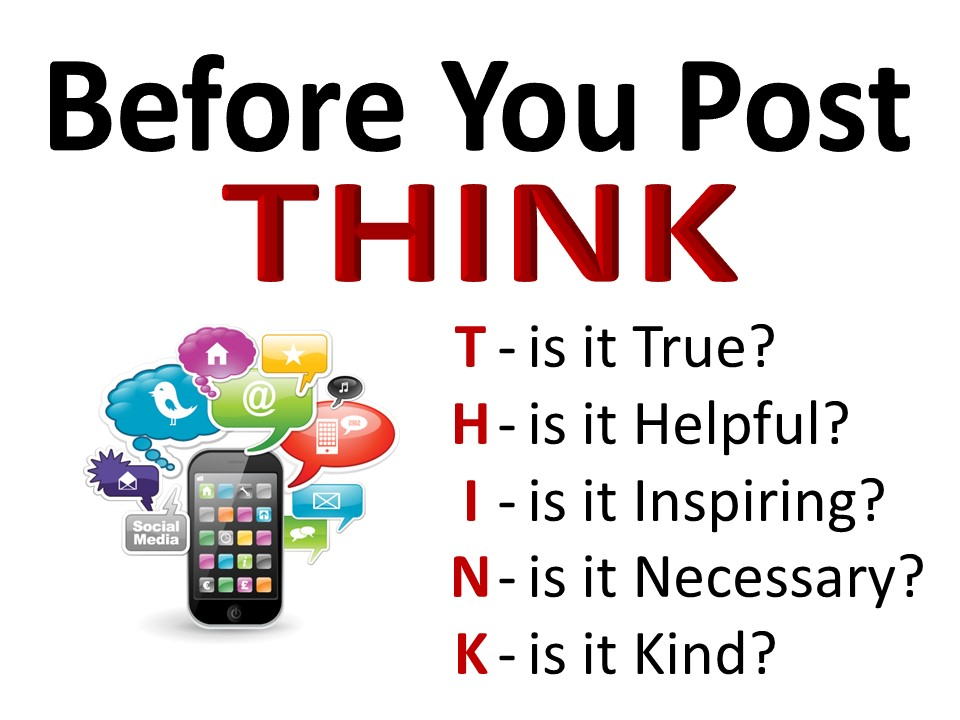 Before You Post
THINK
T - is it True?
H - is it Helpful?
I - is it Inspiring?
N - is it Necessary?
K - is it Kind?
@
Social
Media